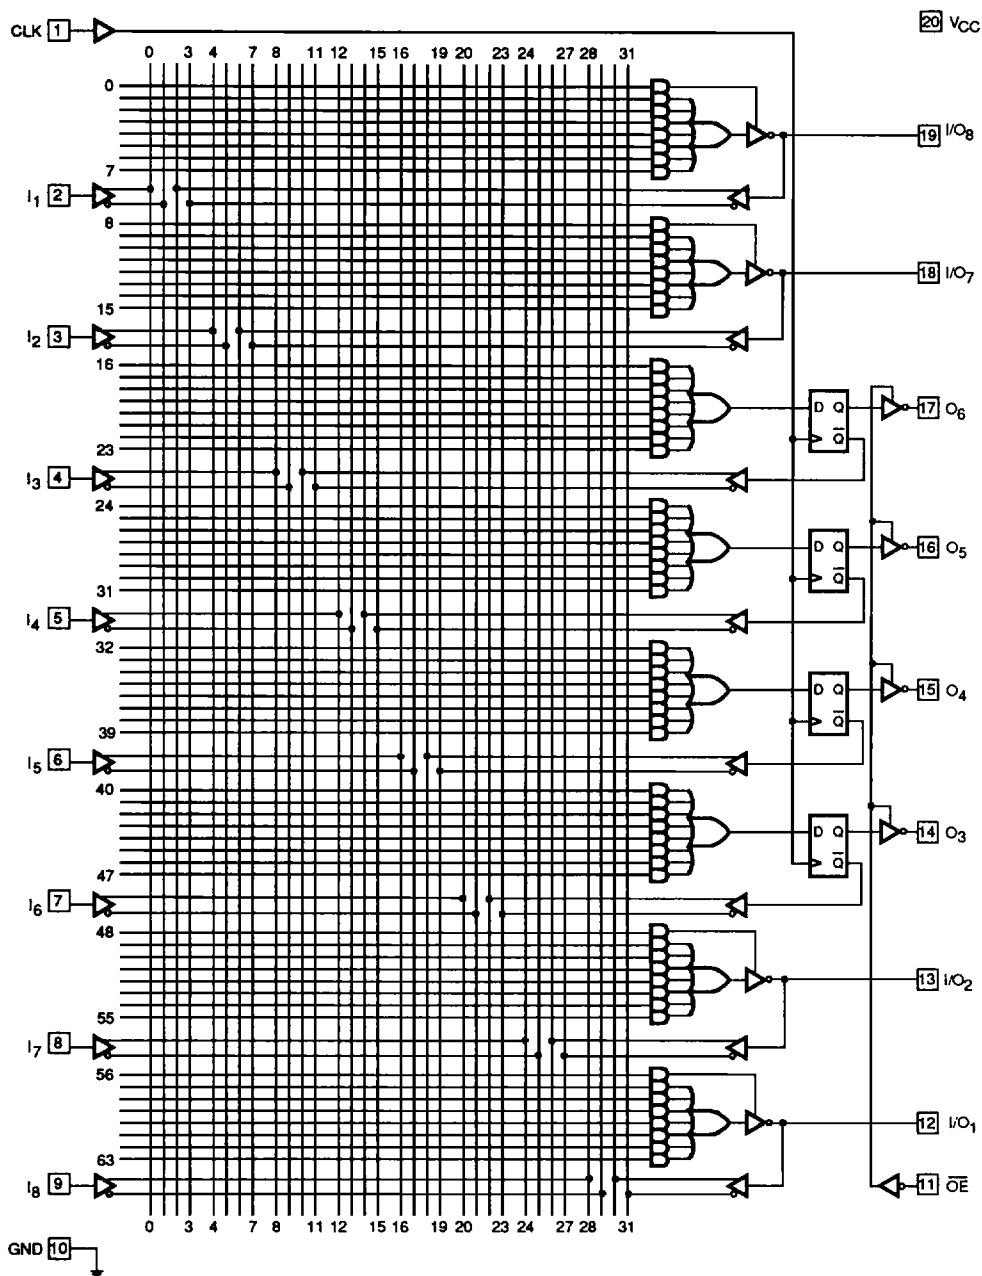 CLK 1
20 VCC
0 3 4 7 8 11 12 15 16 19 20 23 24 27 28 31
0
19 I/O8
7
I1 2
8
18 I/O7
15
I2 3
16
D Q 17 O6
Q̅
23
I3 4
24
D Q 16 O5
Q̅
31
I4 5
32
D Q 15 O4
Q̅
39
I5 6
40
D Q 14 O3
Q̅
47
I6 7
48
13 I/O2
55
I7 8
56
12 I/O1
63
I8 9
11 O̅E̅
0 3 4 7 8 11 12 15 16 19 20 23 24 27 28 31
GND 10